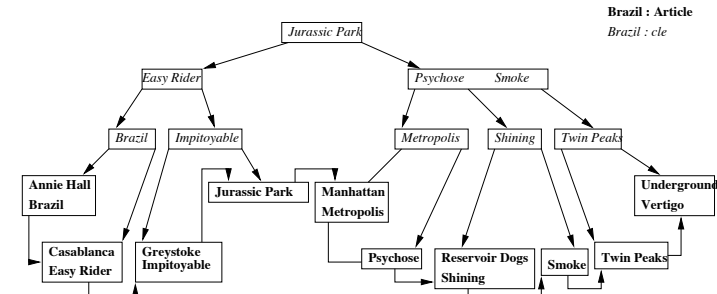 Brazil : Article
Brazil : cle
Jurassic Park
Easy Rider
Psychose Smoke
Brazil
Impitoyable
Metropolis
Shining
Twin Peaks
Annie Hall
Brazil
Jurassic Park
Manhattan
Metropolis
Underground
Vertigo
Casablanca
Easy Rider
Greystoke
Impitoyable
Psychose
Reservoir Dogs
Shining
Smoke
Twin Peaks